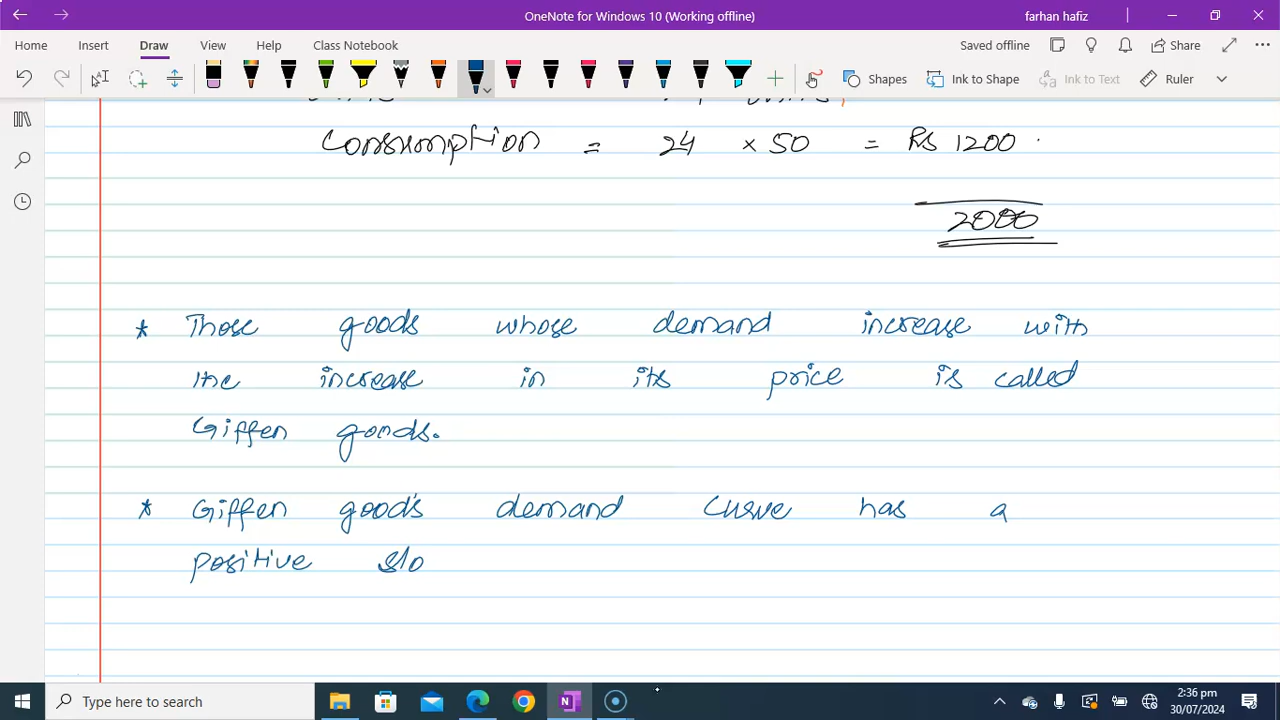 OneNote for Windows 10 (Working offline)
farhan hafiz
Home Insert Draw View Help Class Notebook
Saved offline
Share
Shapes
Ink to Shape
Ink to Text
Ruler
Consumption = 24 × 50 = Rs 1200
2000
* Those goods whose demand increase with
the increase in its price is called
Giffen goods.
* Giffen good's demand curve has a
positive slo
Type here to search
2:36 pm
30/07/2024